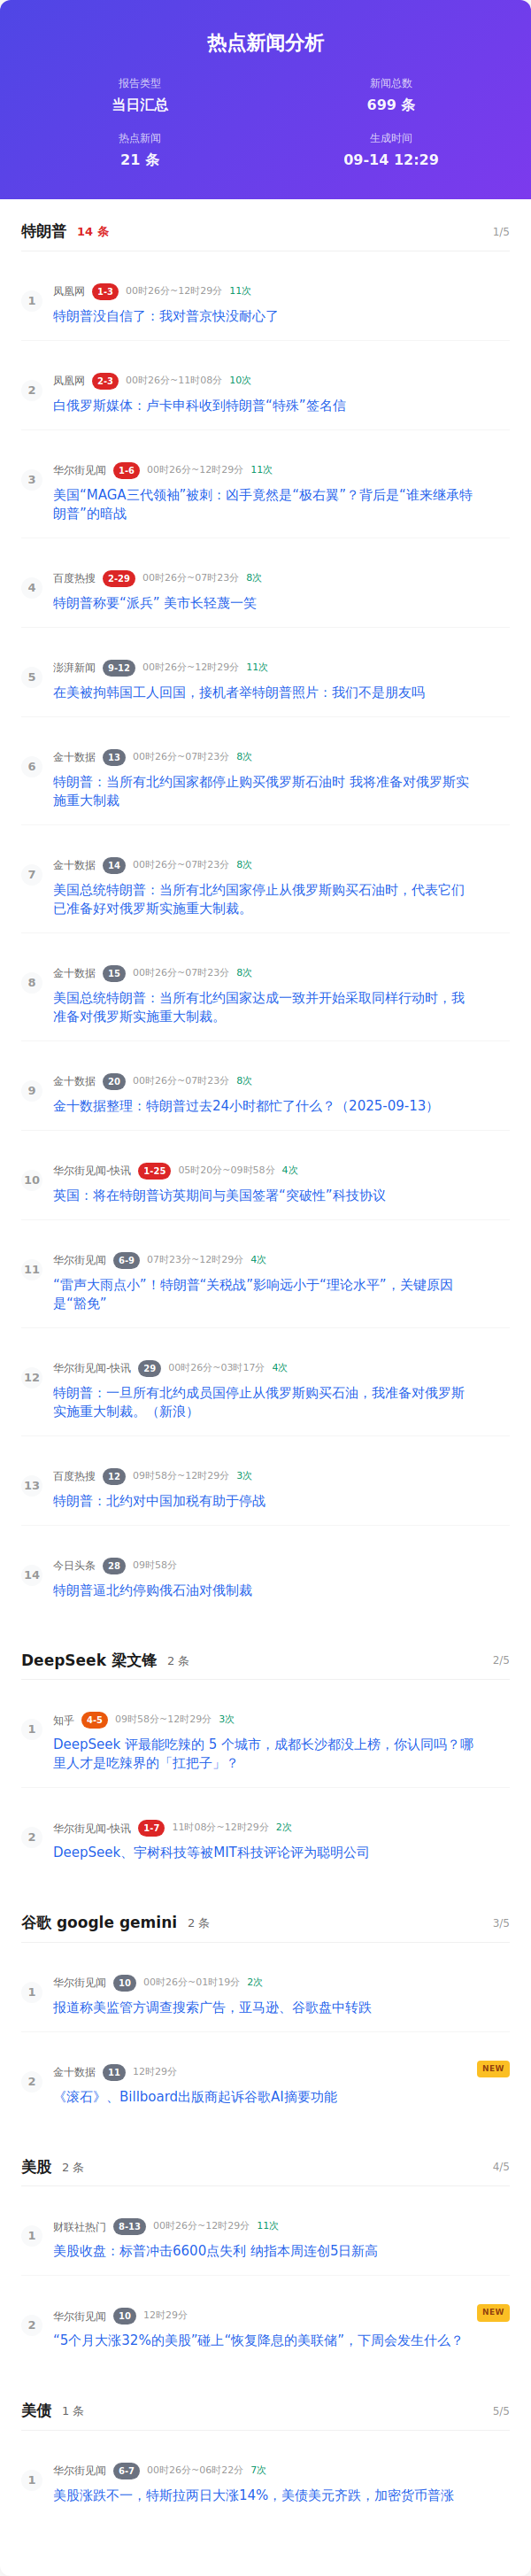 热点新闻分析
报告类型
新闻总数
当日汇总
699 条
热点新闻
生成时间
21 条
09-14 12:29
特朗普 14 条 1/5
1
凤凰网 1-3 00时26分~12时29分 11次
特朗普没自信了：我对普京快没耐心了
2
凤凰网 2-3 00时26分~11时08分 10次
白俄罗斯媒体：卢卡申科收到特朗普“特殊”签名信
3
华尔街见闻 1-6 00时26分~12时29分 11次
美国“MAGA三代领袖”被刺：凶手竟然是“极右翼”？背后是“谁来继承特
朗普”的暗战
4
百度热搜 2-29 00时26分~07时23分 8次
特朗普称要“派兵” 美市长轻蔑一笑
5
澎湃新闻 9-12 00时26分~12时29分 11次
在美被拘韩国工人回国，接机者举特朗普照片：我们不是朋友吗
6
金十数据 13 00时26分~07时23分 8次
特朗普：当所有北约国家都停止购买俄罗斯石油时 我将准备对俄罗斯实
施重大制裁
7
金十数据 14 00时26分~07时23分 8次
美国总统特朗普：当所有北约国家停止从俄罗斯购买石油时，代表它们
已准备好对俄罗斯实施重大制裁。
8
金十数据 15 00时26分~07时23分 8次
美国总统特朗普：当所有北约国家达成一致并开始采取同样行动时，我
准备对俄罗斯实施重大制裁。
9
金十数据 20 00时26分~07时23分 8次
金十数据整理：特朗普过去24小时都忙了什么？（2025-09-13）
10
华尔街见闻-快讯 1-25 05时20分~09时58分 4次
英国：将在特朗普访英期间与美国签署“突破性”科技协议
11
华尔街见闻 6-9 07时23分~12时29分 4次
“雷声大雨点小”！特朗普“关税战”影响远小于“理论水平”，关键原因
是“豁免”
12
华尔街见闻-快讯 29 00时26分~03时17分 4次
特朗普：一旦所有北约成员国停止从俄罗斯购买石油，我准备对俄罗斯
实施重大制裁。（新浪）
13
百度热搜 12 09时58分~12时29分 3次
特朗普：北约对中国加税有助于停战
14
今日头条 28 09时58分
特朗普逼北约停购俄石油对俄制裁
DeepSeek 梁文锋 2 条 2/5
1
知乎 4-5 09时58分~12时29分 3次
DeepSeek 评最能吃辣的 5 个城市，成都长沙都没上榜，你认同吗？哪
里人才是吃辣界的「扛把子」？
2
华尔街见闻-快讯 1-7 11时08分~12时29分 2次
DeepSeek、宇树科技等被MIT科技评论评为聪明公司
谷歌 google gemini 2 条 3/5
1
华尔街见闻 10 00时26分~01时19分 2次
报道称美监管方调查搜索广告，亚马逊、谷歌盘中转跌
2
金十数据 11 12时29分 NEW
《滚石》、Billboard出版商起诉谷歌AI摘要功能
美股 2 条 4/5
1
财联社热门 8-13 00时26分~12时29分 11次
美股收盘：标普冲击6600点失利 纳指本周连创5日新高
2
华尔街见闻 10 12时29分 NEW
“5个月大涨32%的美股”碰上“恢复降息的美联储”，下周会发生什么？
美债 1 条 5/5
1
华尔街见闻 6-7 00时26分~06时22分 7次
美股涨跌不一，特斯拉两日大涨14%，美债美元齐跌，加密货币普涨